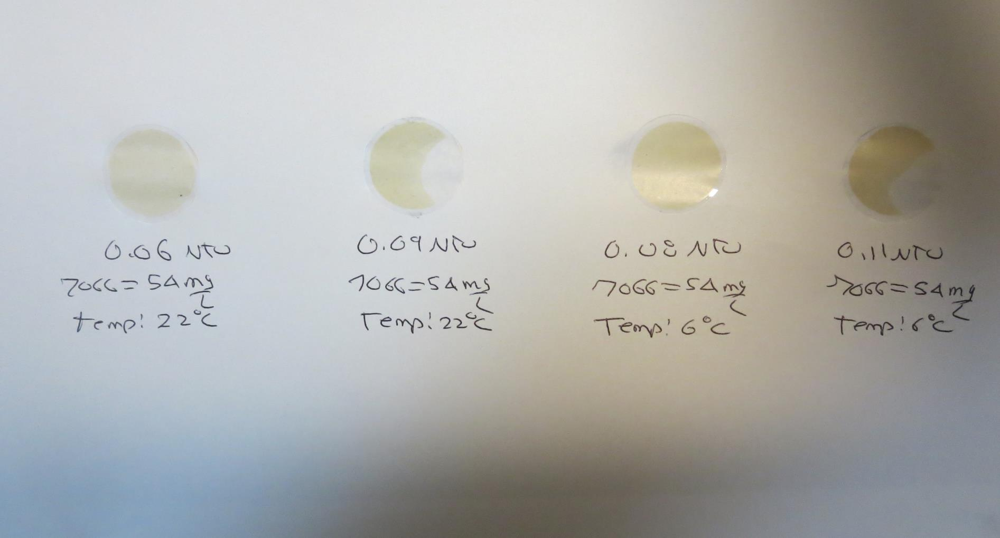 0.06 NTU
7066=54 mg/L
temp: 22°C
0.09 NTU
7066=54 mg/L
Temp: 22°C
0.08 NTU
7066=54 mg/L
Temp: 6°C
0.11 NTU
7066=54 mg/L
Temp: 6°C